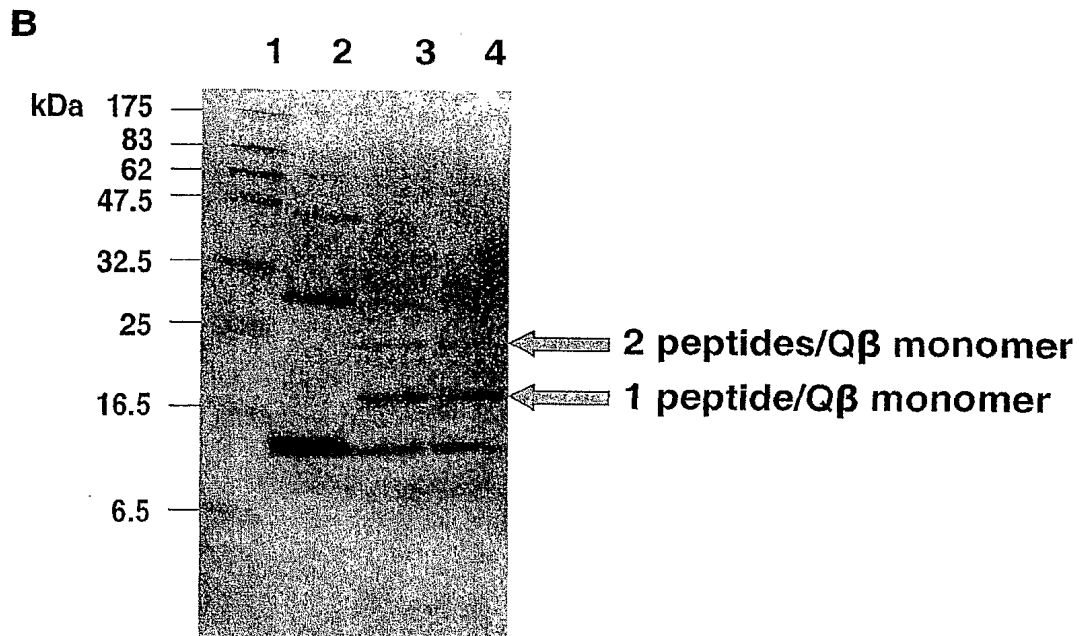 B
1 2 3 4
kDa 175
83
62
47.5
32.5
25
2 peptides/Qβ monomer
1 peptide/Qβ monomer
16.5
6.5